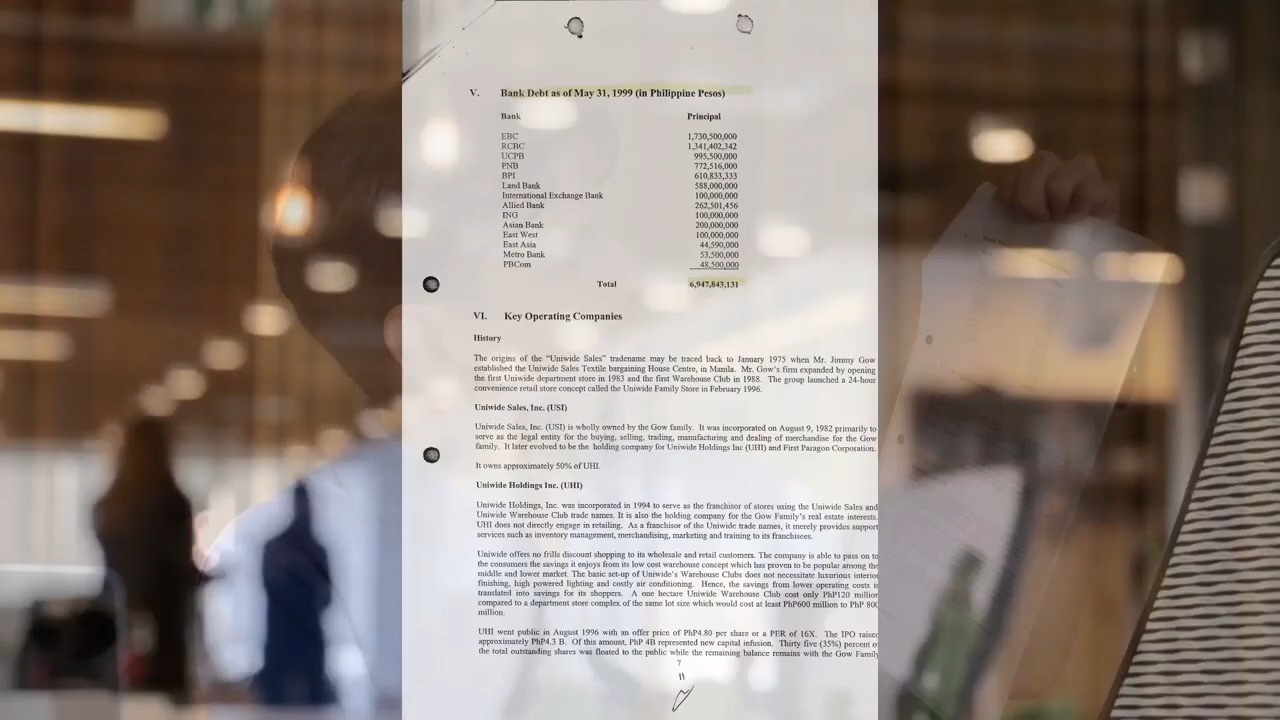 V. Bank Debt as of May 31, 1999 (in Philippine Pesos)
Bank Principal
EBC 1,730,500,000
RCBC 1,341,402,342
UCPB 995,500,000
PNB 772,516,000
BPI 610,833,333
Land Bank 588,000,000
International Exchange Bank 100,000,000
Allied Bank 262,501,456
ING 100,000,000
Asian Bank 200,000,000
East West 100,000,000
East Asia 44,590,000
Metro Bank 53,500,000
PBCom 48,500,000
Total 6,947,843,131
VI. Key Operating Companies
History
The origins of the "Uniwide Sales" tradename may be traced back to January 1975 when Mr. Jimmy Gow
established the Uniwide Sales Textile bargaining House Centre, in Manila. Mr. Gow's firm expanded by opening
the first Uniwide department store in 1983 and the first Warehouse Club in 1988. The group launched a 24-hour
convenience retail store concept called the Uniwide Family Store in February 1996.
Uniwide Sales, Inc. (USI)
Uniwide Sales, Inc. (USI) is wholly owned by the Gow family. It was incorporated on August 9, 1982 primarily to
serve as the legal entity for the buying, selling, trading, manufacturing and dealing of merchandise for the Gow
family. It later evolved to be the holding company for Uniwide Holdings Inc (UHI) and First Paragon Corporation.
It owns approximately 50% of UHI.
Uniwide Holdings Inc. (UHI)
Uniwide Holdings, Inc. was incorporated in 1994 to serve as the franchisor of stores using the Uniwide Sales and
Uniwide Warehouse Club trade names. It is also the holding company for the Gow Family's real estate interests.
UHI does not directly engage in retailing. As a franchisor of the Uniwide trade names, it merely provides support
services such as inventory management, merchandising, marketing and training to its franchisees.
Uniwide offers no frills discount shopping to its wholesale and retail customers. The company is able to pass on to
the consumers the savings it enjoys from its low cost warehouse concept which has proven to be popular among the
middle and lower market. The basic set-up of Uniwide's Warehouse Clubs does not necessitate luxurious interior
finishing, high powered lighting and costly air conditioning. Hence, the savings from lower operating costs is
translated into savings for its shoppers. A one hectare Uniwide Warehouse Club cost only PhP120 million
compared to a department store complex of the same lot size which would cost at least PhP600 million to PhP 800
million.
UHI went public in August 1996 with an offer price of PhP4.80 per share or a PER of 16X. The IPO raised
approximately PhP4.3 B. Of this amount, PhP 4B represented new capital infusion. Thirty five (35%) percent of
the total outstanding shares was floated to the public while the remaining balance remains with the Gow Family
7